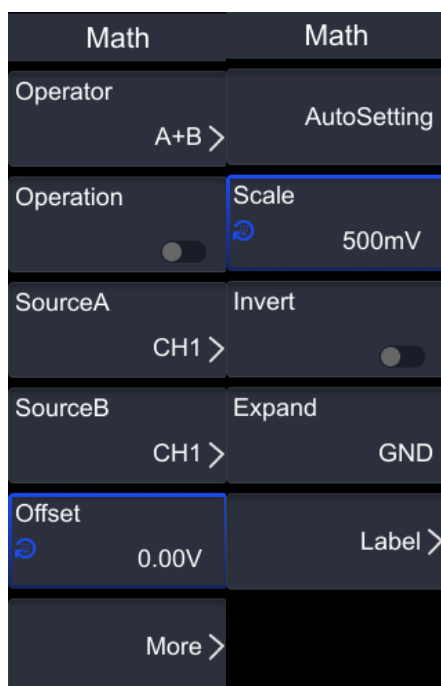 Math
Operator
A+B
Operation
SourceA
CH1
SourceB
CH1
Offset
0.00V
More
Math
AutoSetting
Scale
500mV
Invert
Expand
GND
Label